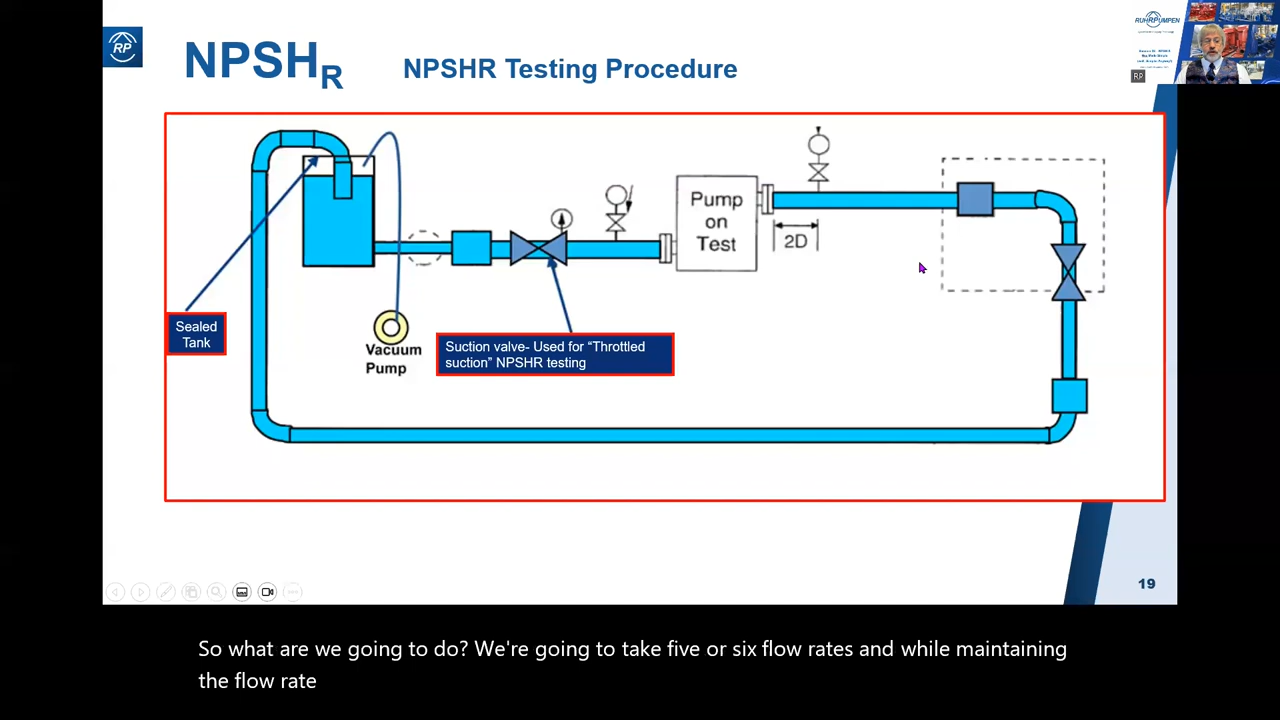 RP
NPSHR
NPSHR Testing Procedure
RUHRPUMPEN
RP
Pump
on
Test
2D
Sealed
Tank
Vacuum
Pump
Suction valve- Used for “Throttled
suction” NPSHR testing
19
So what are we going to do? We're going to take five or six flow rates and while maintaining
the flow rate